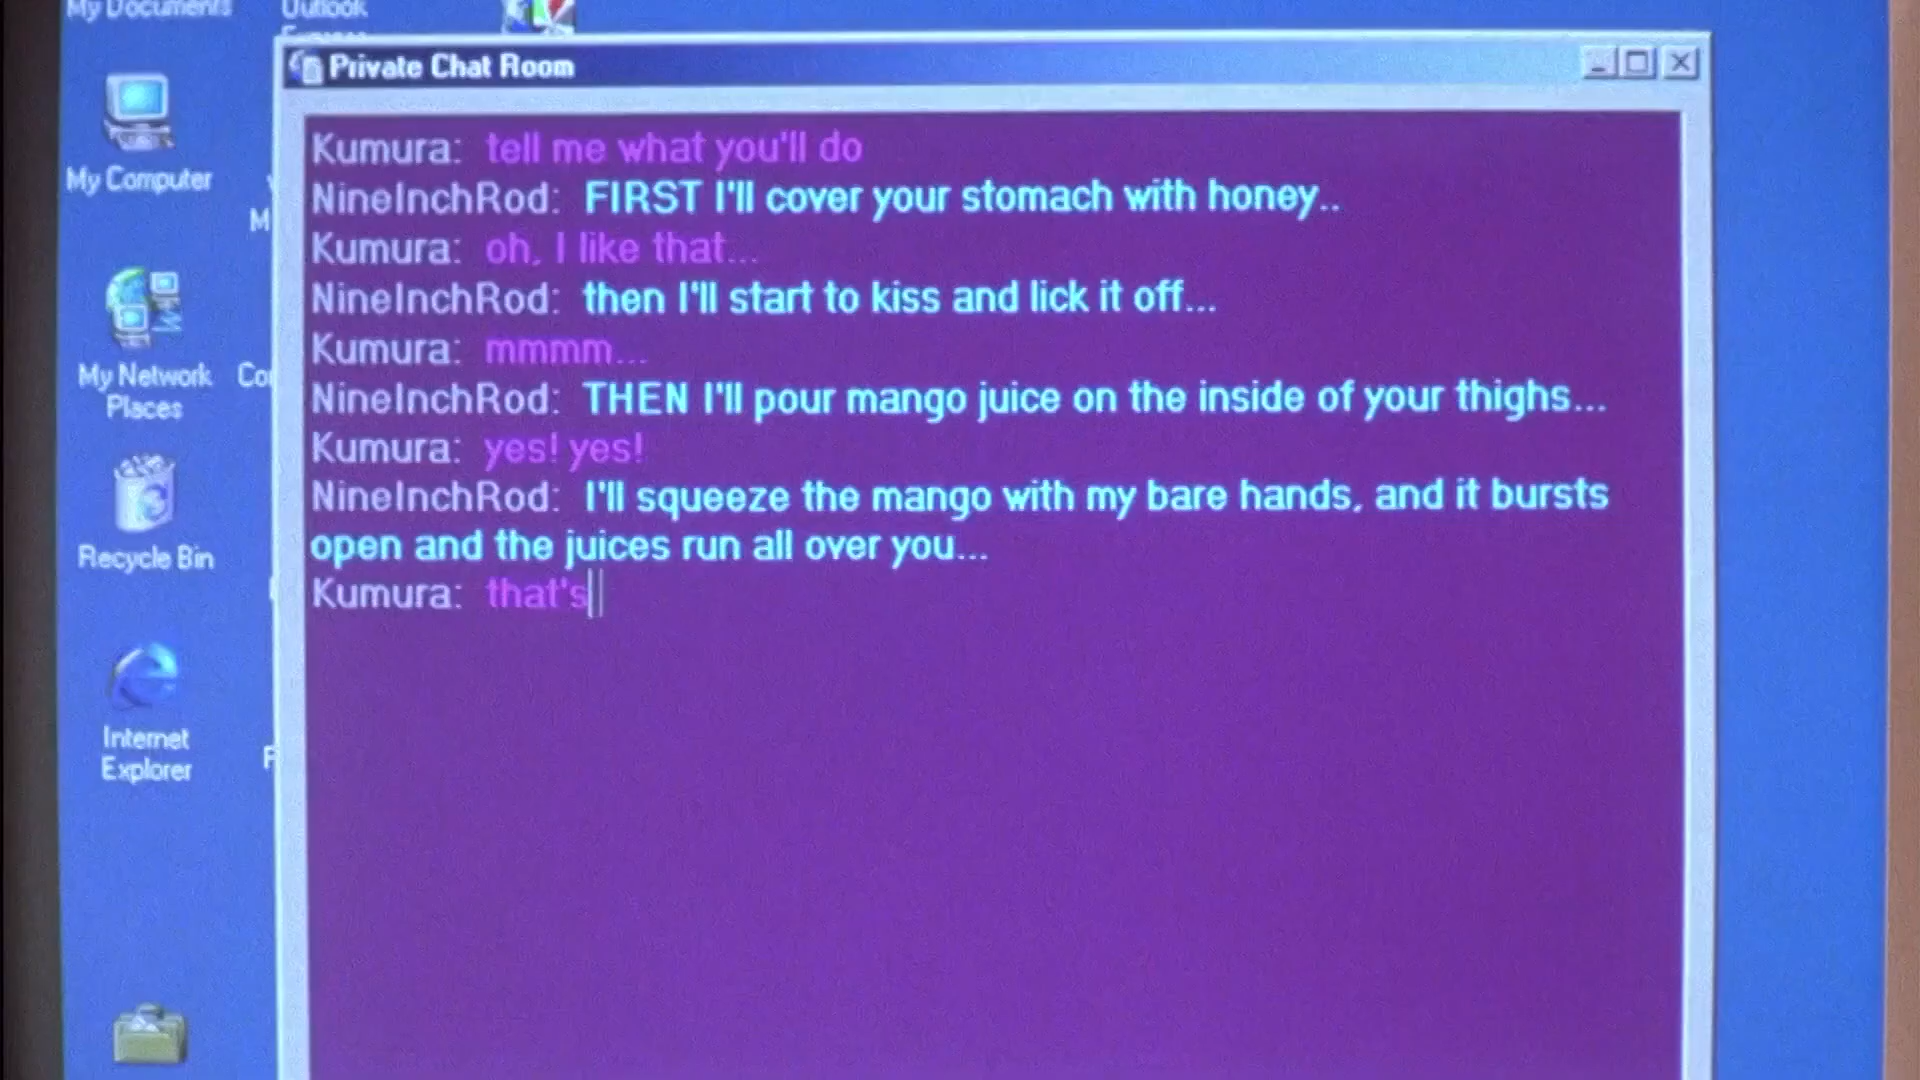 My Documents
Outlook
Express
Private Chat Room
Kumura: tell me what you'll do
NineInchRod: FIRST I'll cover your stomach with honey..
Kumura: oh, I like that...
NineInchRod: then I'll start to kiss and lick it off...
Kumura: mmmm...
NineInchRod: THEN I'll pour mango juice on the inside of your thighs...
Kumura: yes! yes!
NineInchRod: I'll squeeze the mango with my bare hands, and it bursts
open and the juices run all over you...
Kumura: that's
My Computer
My Network
Places
Recycle Bin
Internet
Explorer